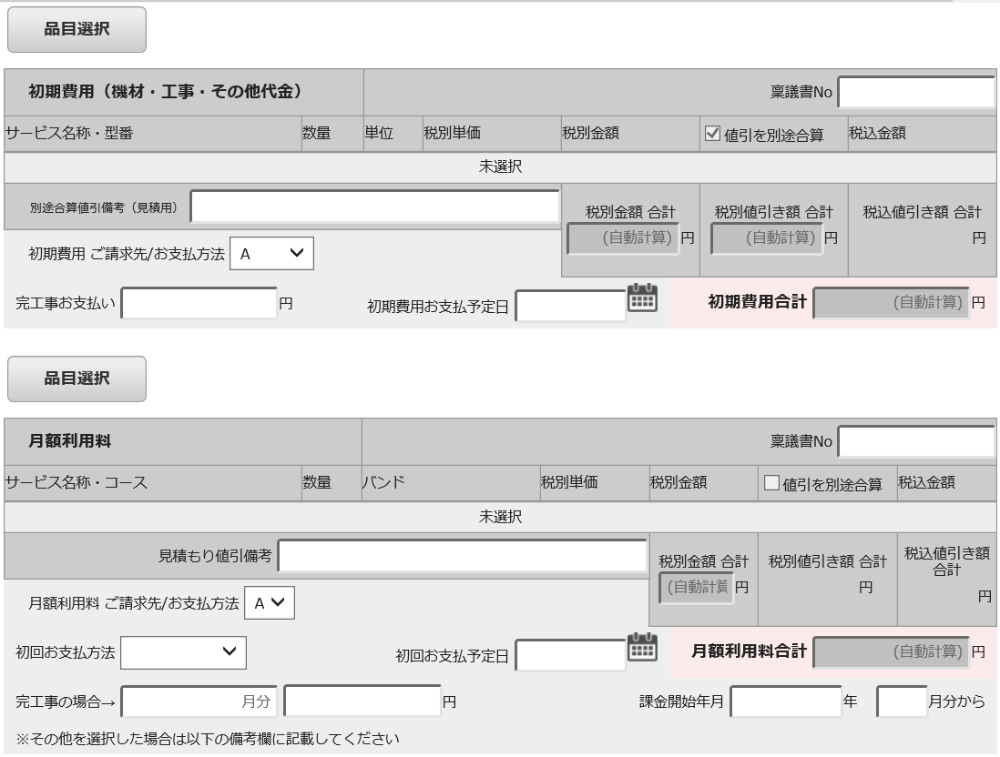 品目選択
初期費用（機材・工事・その他代金） 稟議書No
サービス名称・型番 数量 単位 税別単価 税別金額 値引を別途合算 税込金額
未選択
別途合算値引備考（見積用） 税別金額 合計 税別値引き額 合計 税込値引き額 合計
(自動計算) 円 (自動計算) 円 円
初期費用 ご請求先/お支払方法 A
完工事お支払い 円 初期費用お支払予定日 初期費用合計 (自動計算) 円
品目選択
月額利用料 稟議書No
サービス名称・コース 数量 バンド 税別単価 税別金額 値引を別途合算 税込金額
未選択
見積もり値引備考 税別金額 合計 税別値引き額 合計 税込値引き額
合計
(自動計算 円 円 円
月額利用料 ご請求先/お支払方法 A
初回お支払方法 初回お支払予定日 月額利用料合計 (自動計算) 円
完工事の場合→ 月分 円 課金開始年月 年 月分から
※その他を選択した場合は以下の備考欄に記載してください